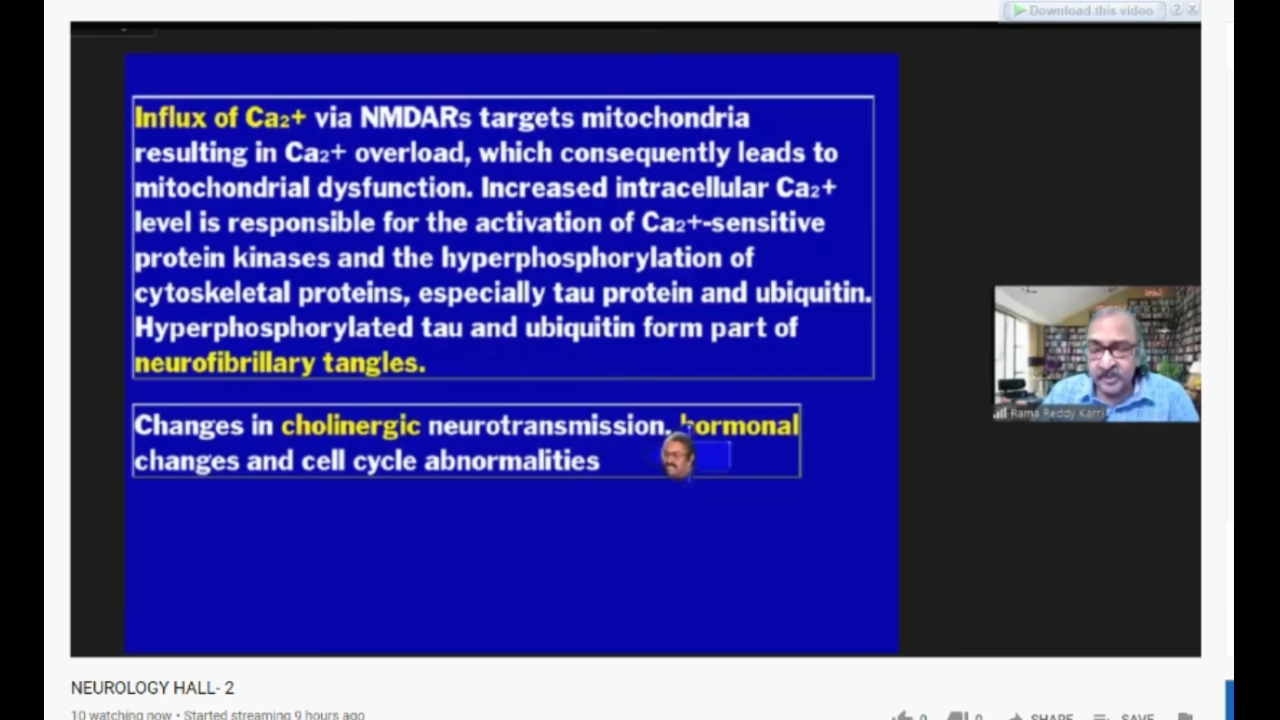 Download this video ? X
Influx of Ca2+ via NMDARs targets mitochondria
resulting in Ca2+ overload, which consequently leads to
mitochondrial dysfunction. Increased intracellular Ca2+
level is responsible for the activation of Ca2+-sensitive
protein kinases and the hyperphosphorylation of
cytoskeletal proteins, especially tau protein and ubiquitin.
Hyperphosphorylated tau and ubiquitin form part of
neurofibrillary tangles.
Changes in cholinergic neurotransmission, hormonal
changes and cell cycle abnormalities
Rama Reddy Karri
NEUROLOGY HALL- 2
10 watching now • Started streaming 9 hours ago
0 0 SHARE SAVE